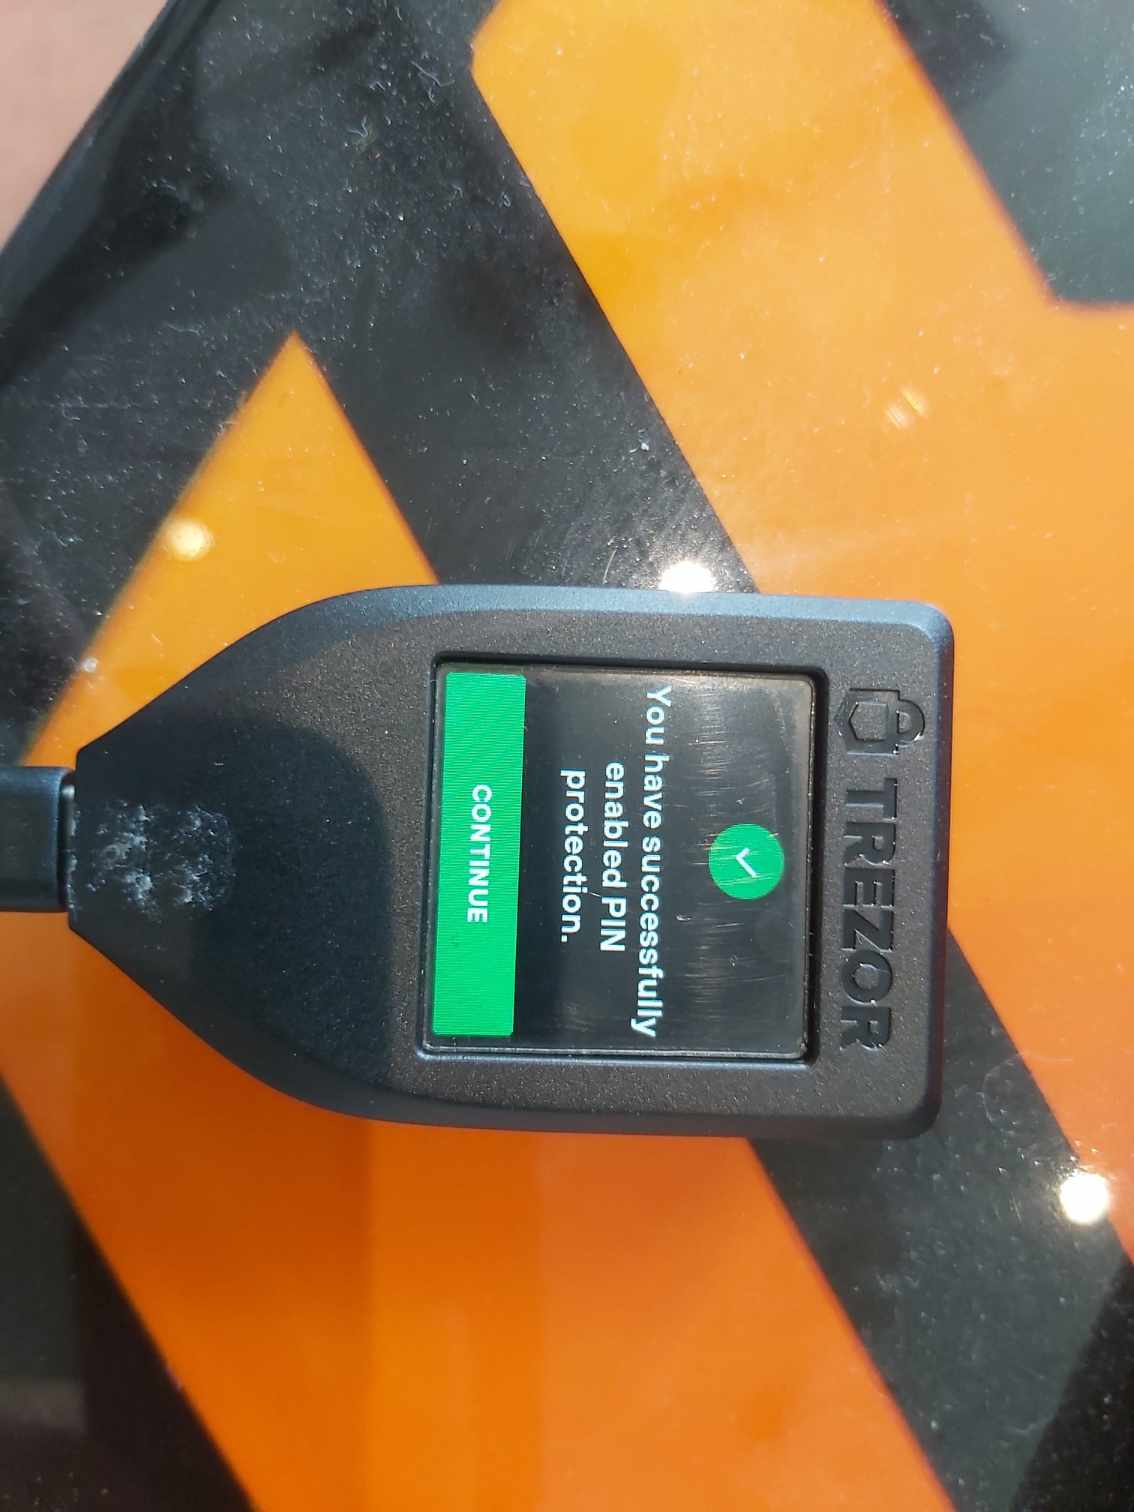 TREZOR
You have successfully
enabled PIN
protection.
CONTINUE